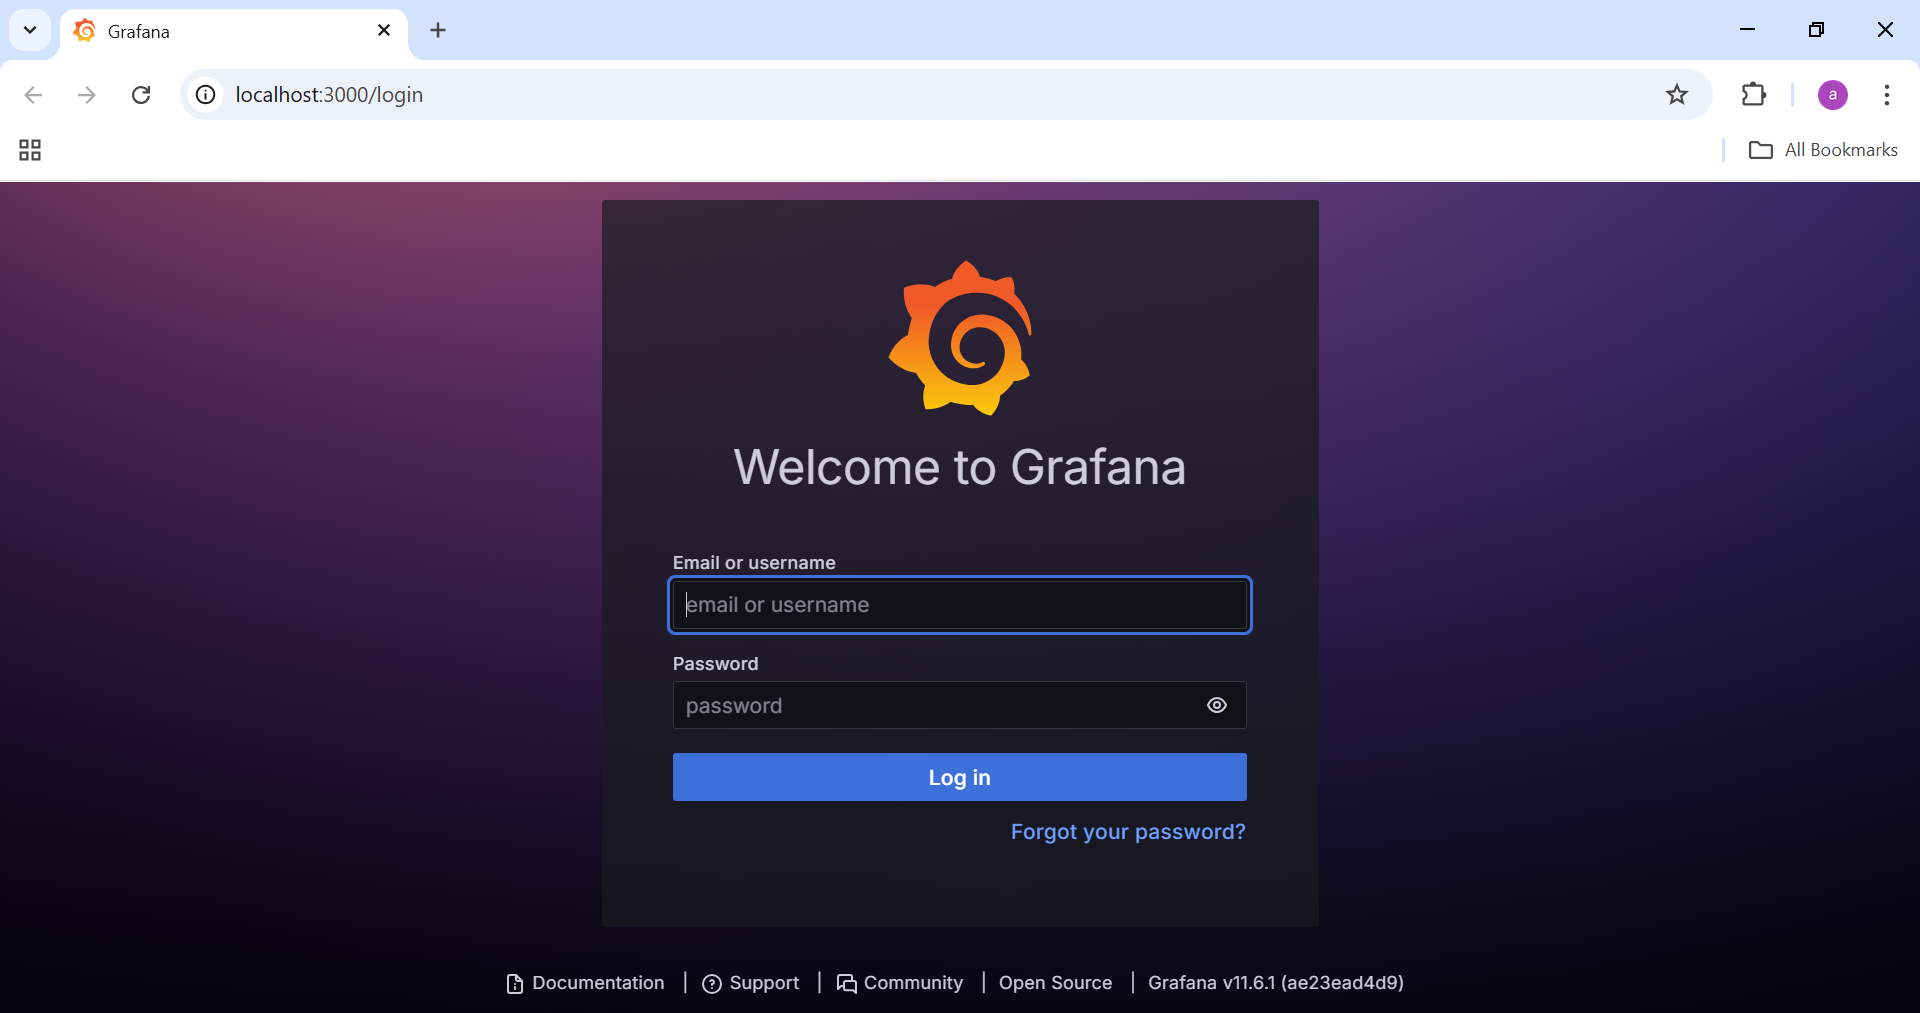 Grafana
localhost:3000/login
a
All Bookmarks
Welcome to Grafana
Email or username
email or username
Password
password
Log in
Forgot your password?
Documentation | Support | Community | Open Source | Grafana v11.6.1 (ae23ead4d9)